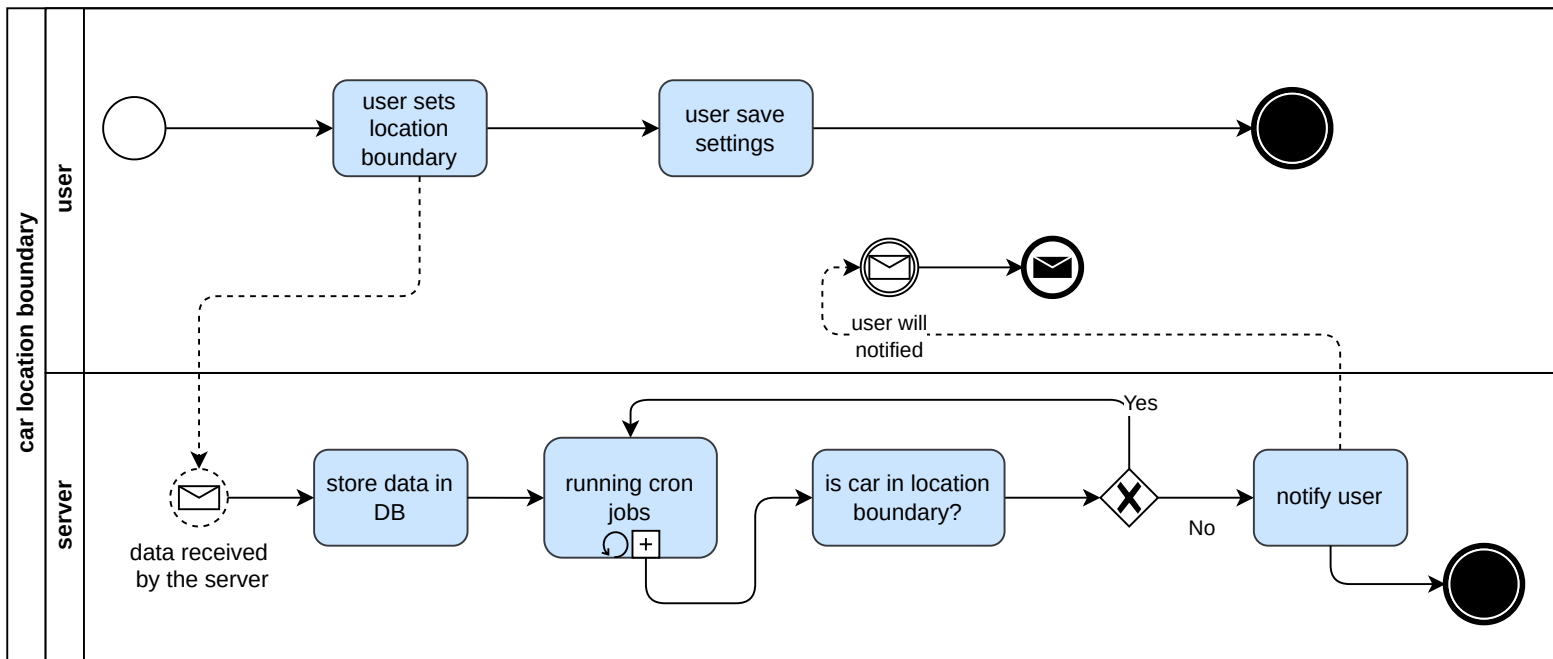 car location boundary
user
user sets
location
boundary
user save
settings
user will
notified
server
data received
by the server
store data in
DB
running cron
jobs
is car in location
boundary?
Yes
No
notify user